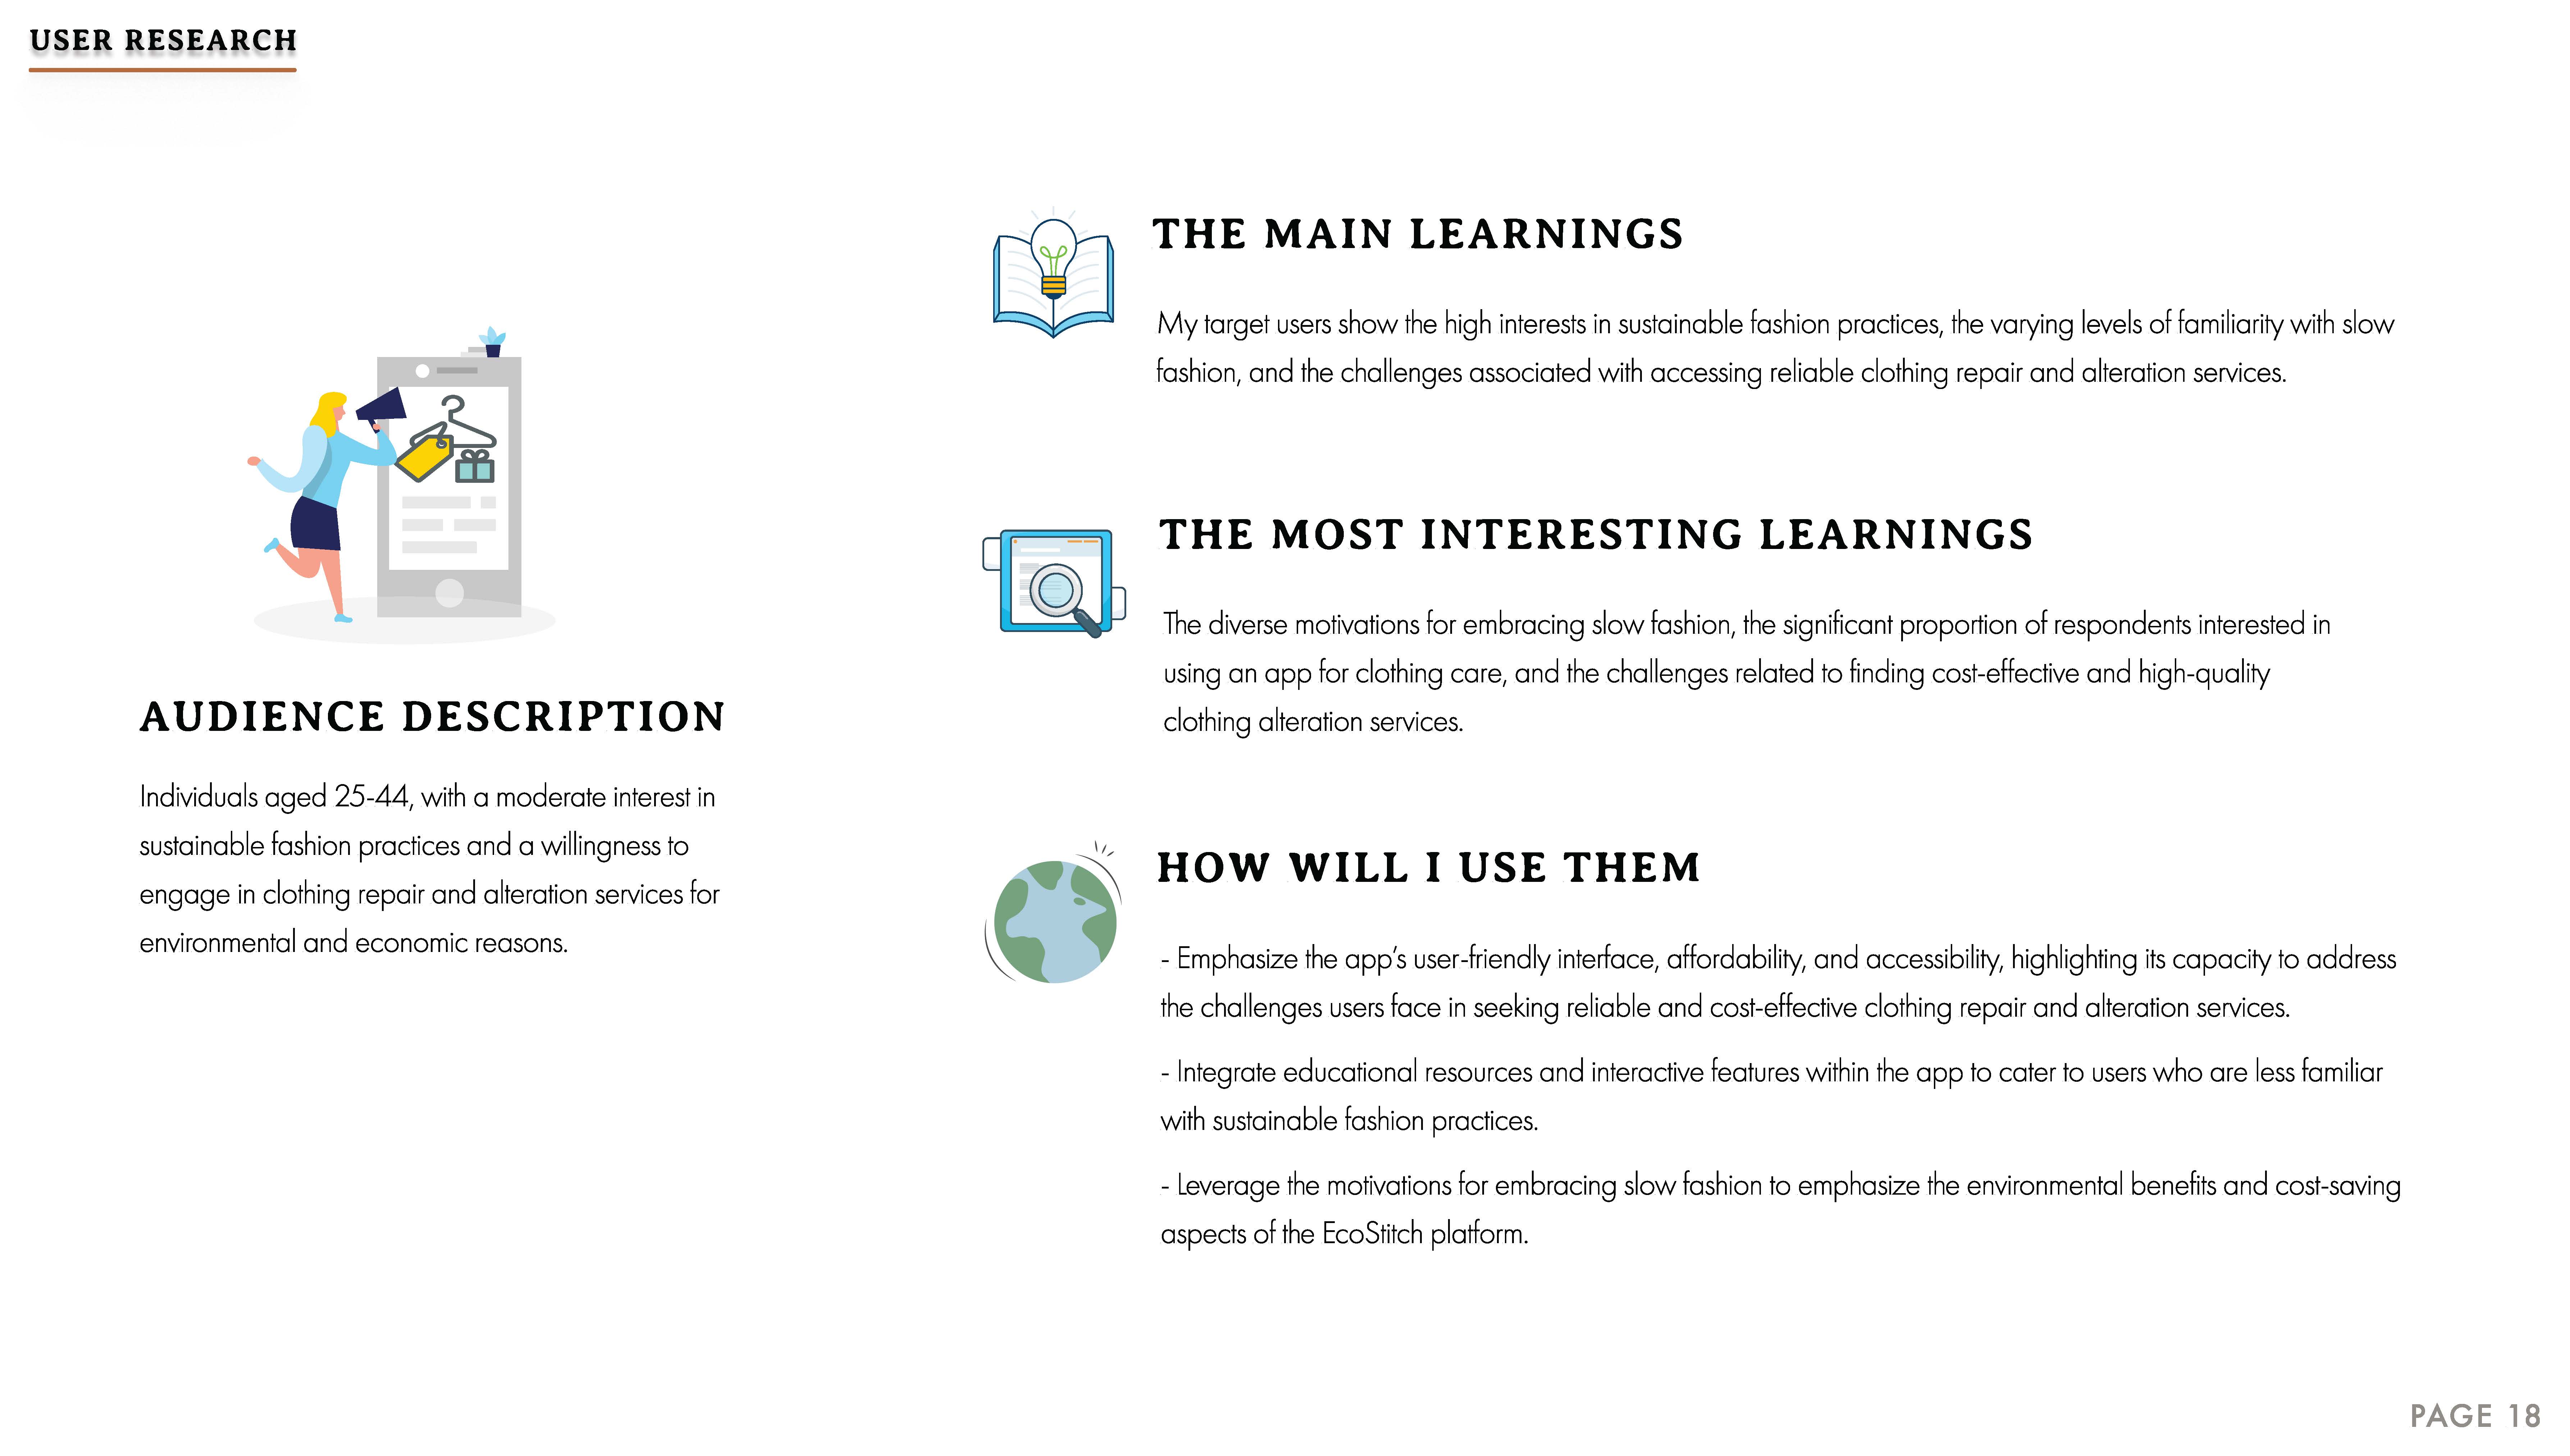 USER RESEARCH
AUDIENCE DESCRIPTION
Individuals aged 25-44, with a moderate interest in
sustainable fashion practices and a willingness to
engage in clothing repair and alteration services for
environmental and economic reasons.
THE MAIN LEARNINGS
My target users show the high interests in sustainable fashion practices, the varying levels of familiarity with slow
fashion, and the challenges associated with accessing reliable clothing repair and alteration services.
THE MOST INTERESTING LEARNINGS
The diverse motivations for embracing slow fashion, the significant proportion of respondents interested in
using an app for clothing care, and the challenges related to finding cost-effective and high-quality
clothing alteration services.
HOW WILL I USE THEM
- Emphasize the app’s user-friendly interface, affordability, and accessibility, highlighting its capacity to address
the challenges users face in seeking reliable and cost-effective clothing repair and alteration services.
- Integrate educational resources and interactive features within the app to cater to users who are less familiar
with sustainable fashion practices.
- Leverage the motivations for embracing slow fashion to emphasize the environmental benefits and cost-saving
aspects of the EcoStitch platform.
PAGE 18